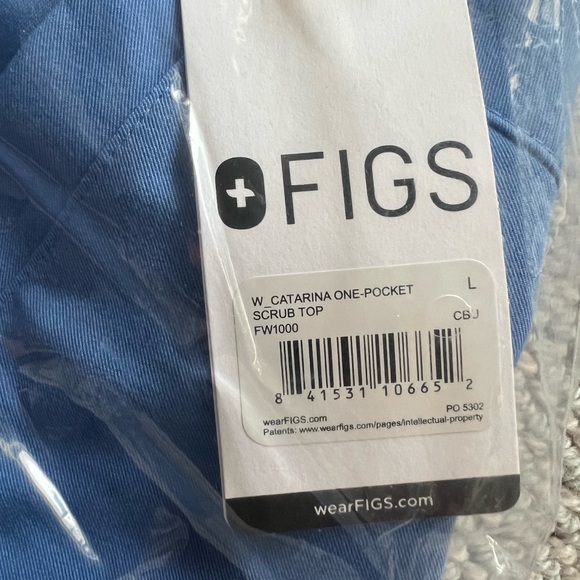 FIGS
W_CATARINA ONE-POCKET L
SCRUB TOP
FW1000 CBU
8 41531 10665 2
wearFIGS.com PO 5302
Patents: www.wearfigs.com/pages/intellectual-property
wearFIGS.com